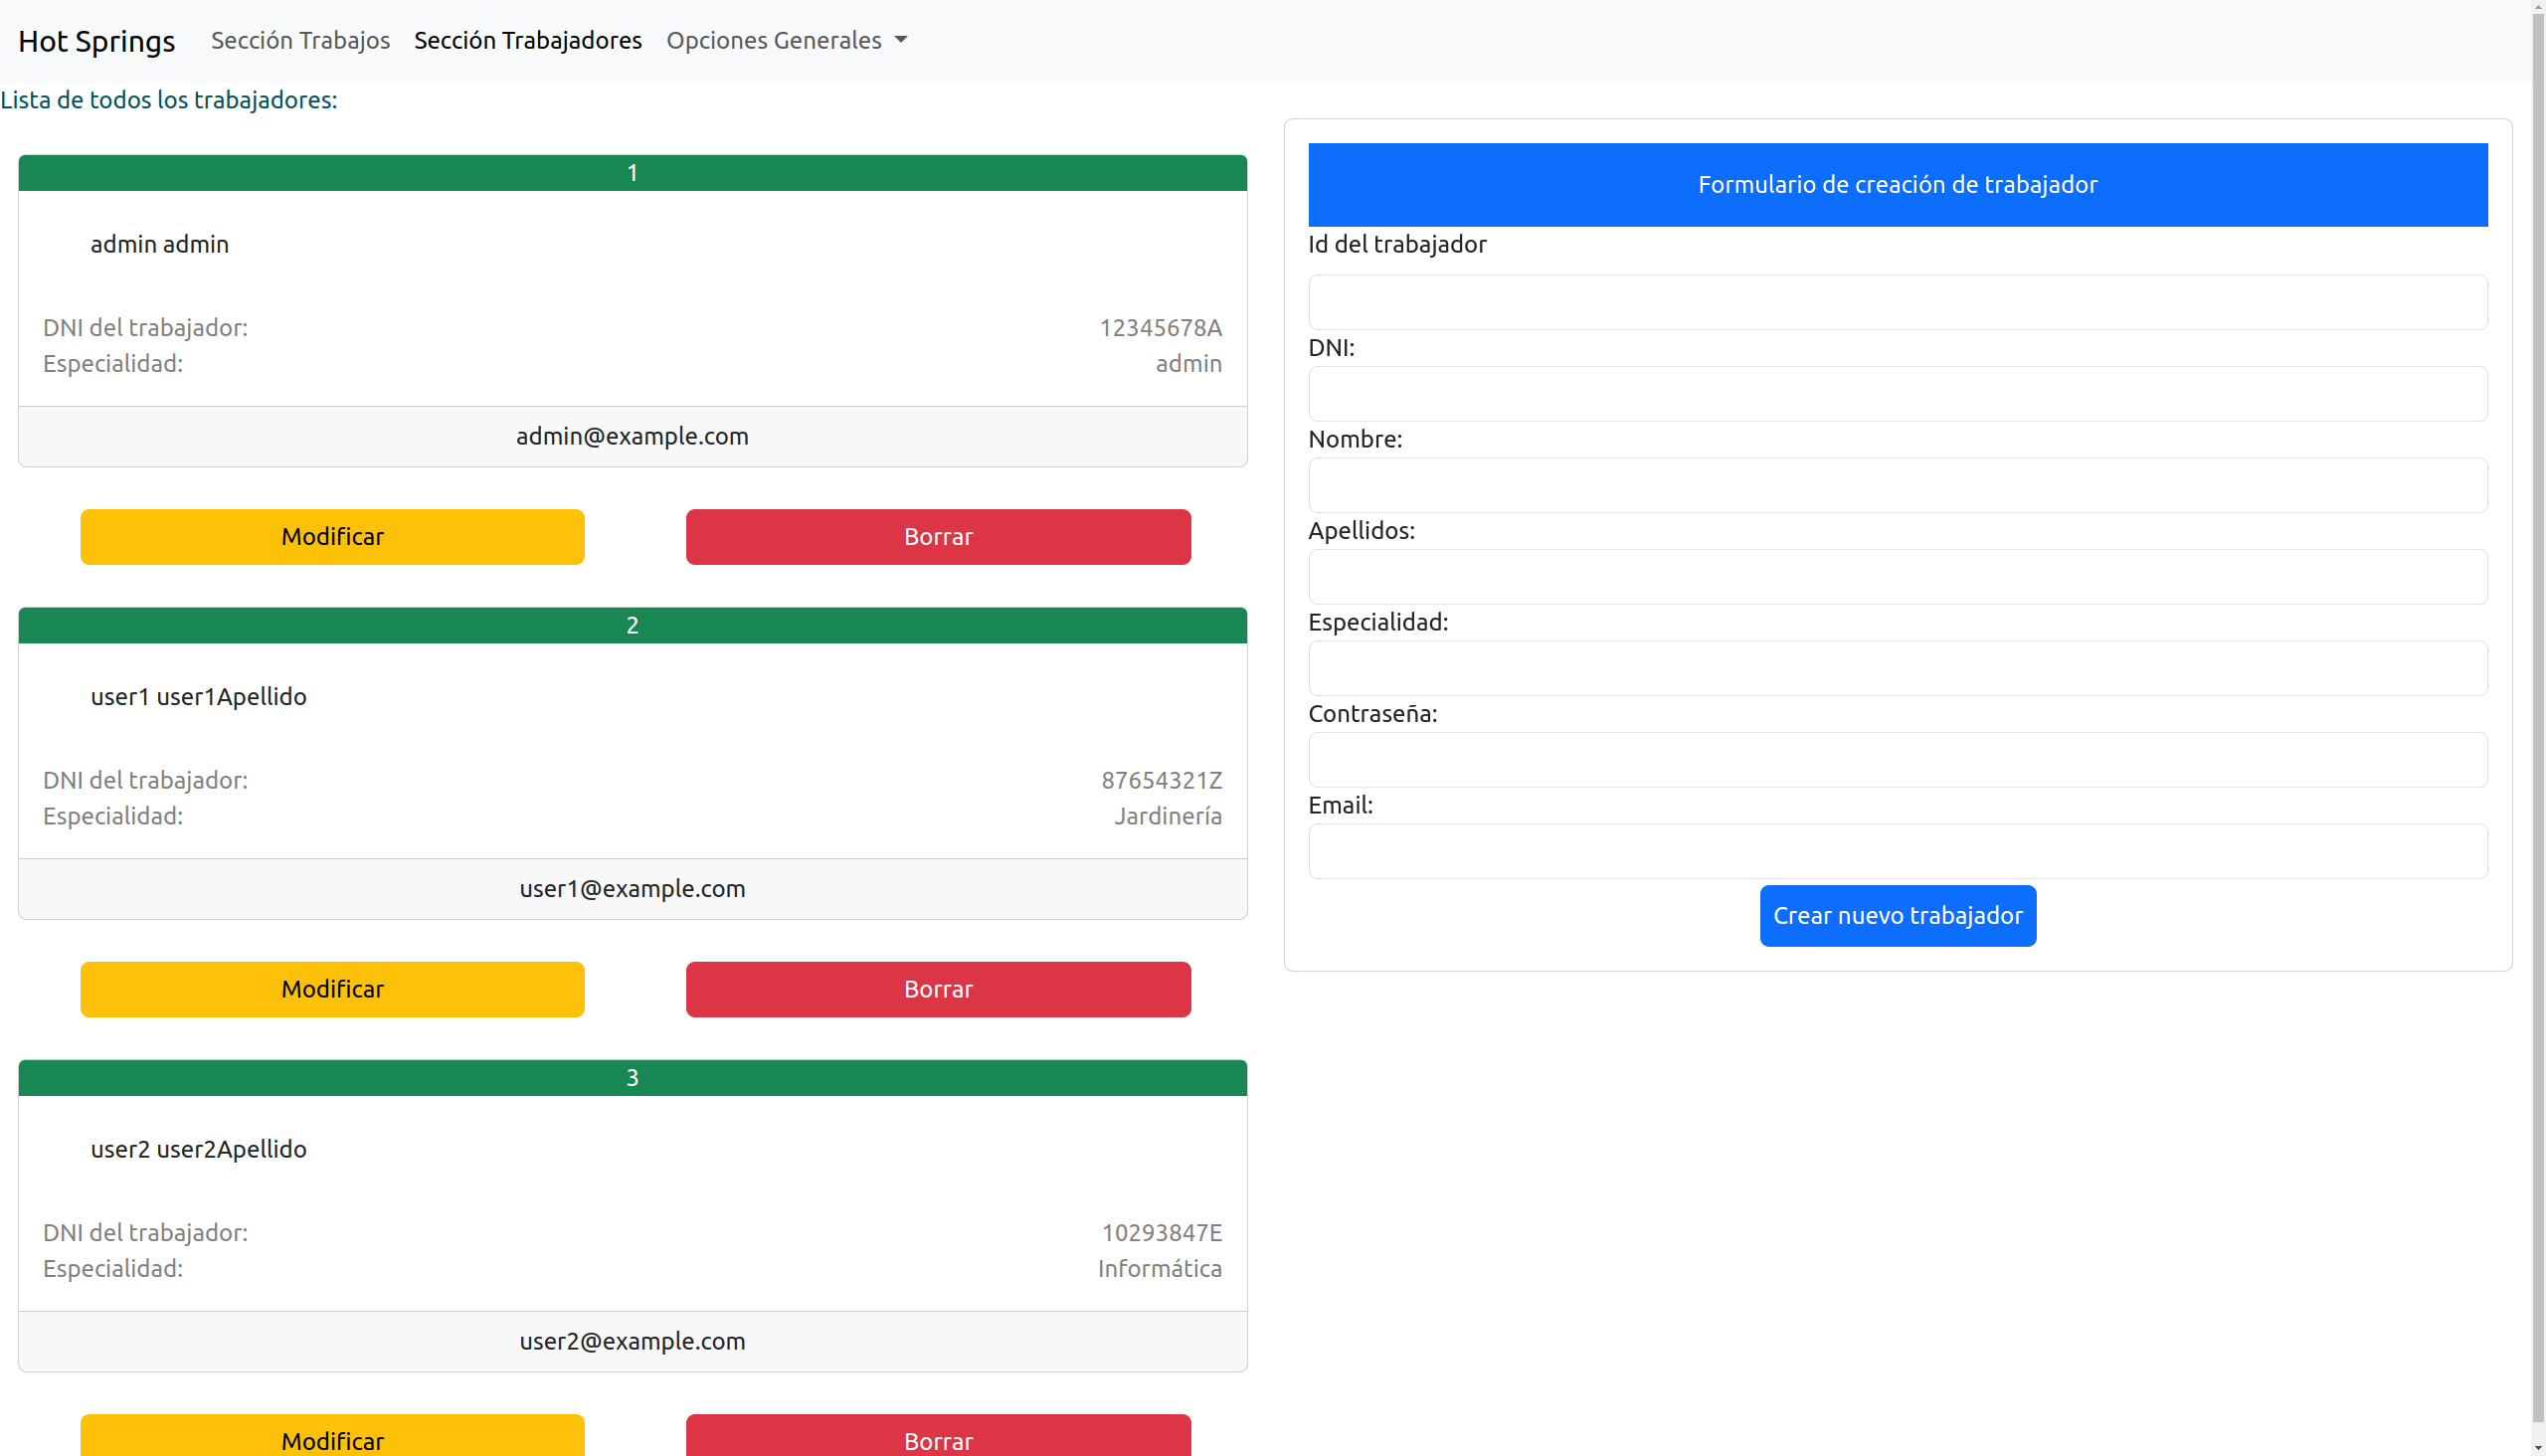 Hot Springs Sección Trabajos Sección Trabajadores Opciones Generales
Lista de todos los trabajadores:
1
admin admin
DNI del trabajador: 12345678A
Especialidad: admin
admin@example.com
Modificar Borrar
2
user1 user1Apellido
DNI del trabajador: 87654321Z
Especialidad: Jardinería
user1@example.com
Modificar Borrar
3
user2 user2Apellido
DNI del trabajador: 10293847E
Especialidad: Informática
user2@example.com
Modificar Borrar
Formulario de creación de trabajador
Id del trabajador
DNI:
Nombre:
Apellidos:
Especialidad:
Contraseña:
Email:
Crear nuevo trabajador